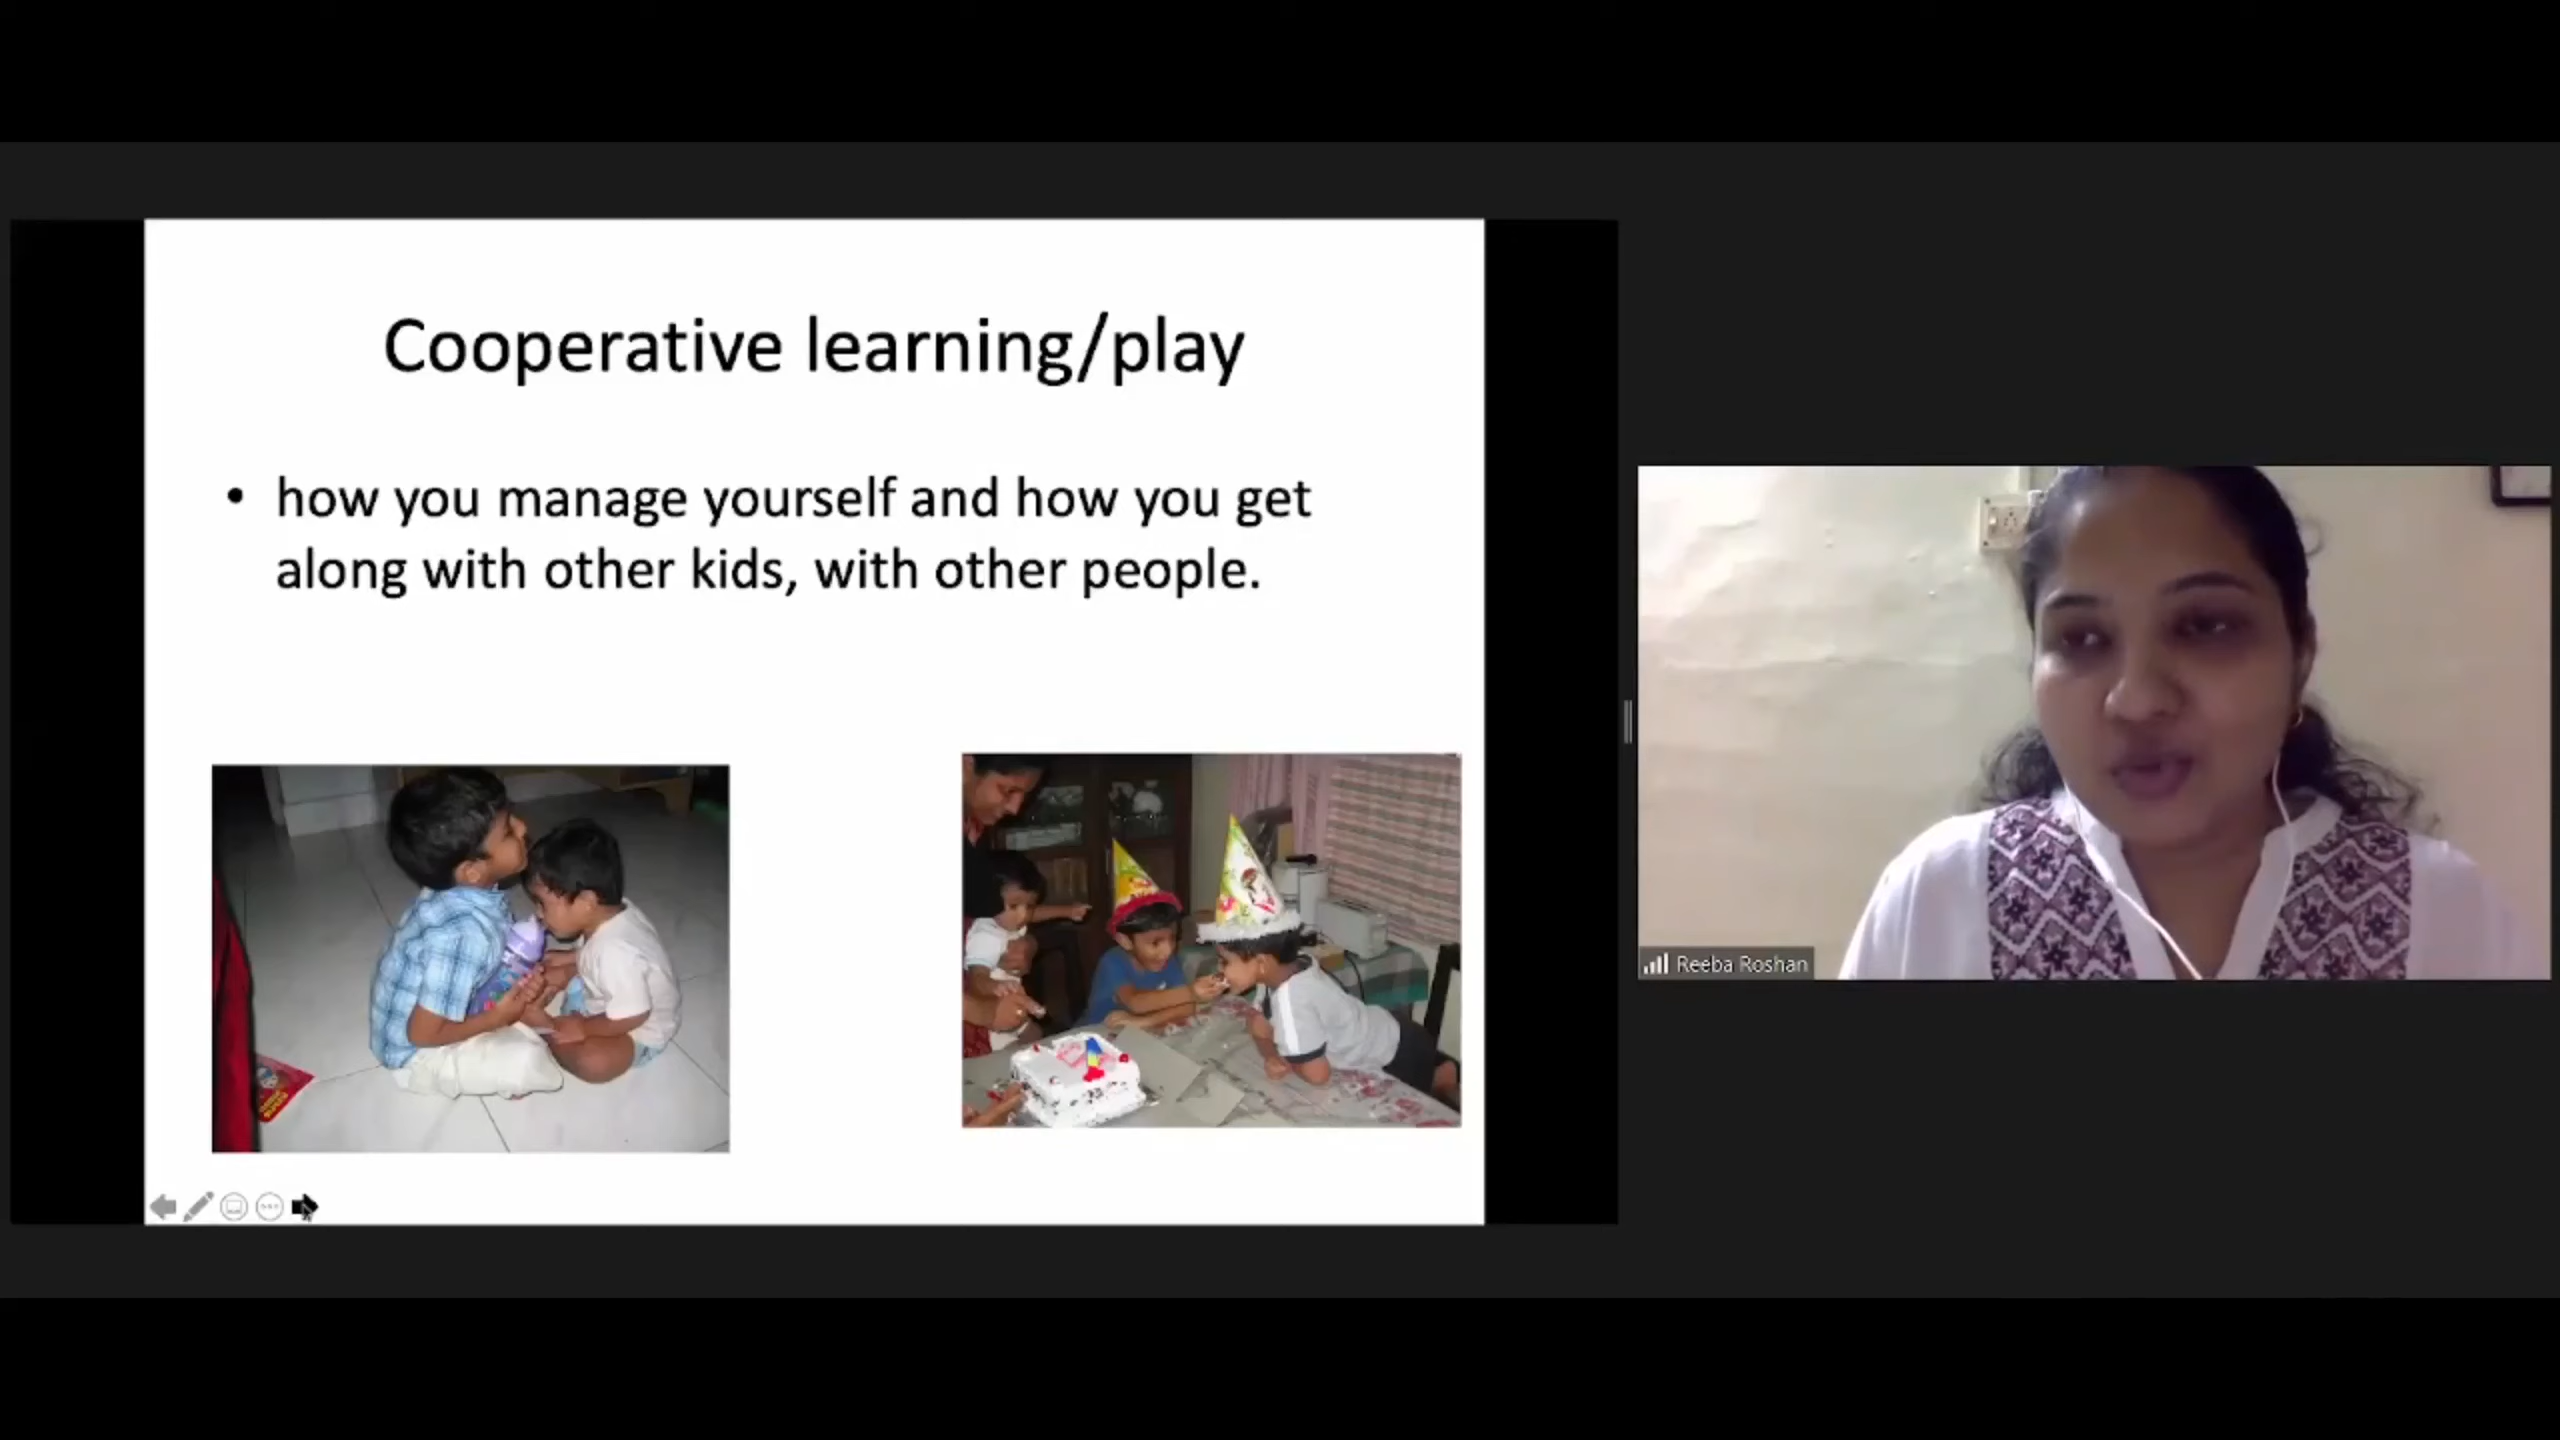 Cooperative learning/play
• how you manage yourself and how you get
along with other kids, with other people.
Reeba Roshan